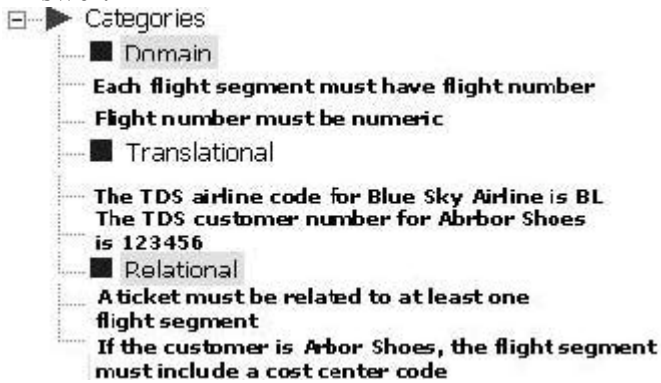 Categories
Domain
Each flight segment must have flight number
Flight number must be numeric
Translational
The TDS airline code for Blue Sky Airline is BL
The TDS customer number for Abrbor Shoes
is 123456
Relational
A ticket must be related to at least one
flight segment
If the customer is Arbor Shoes, the flight segment
must include a cost center code